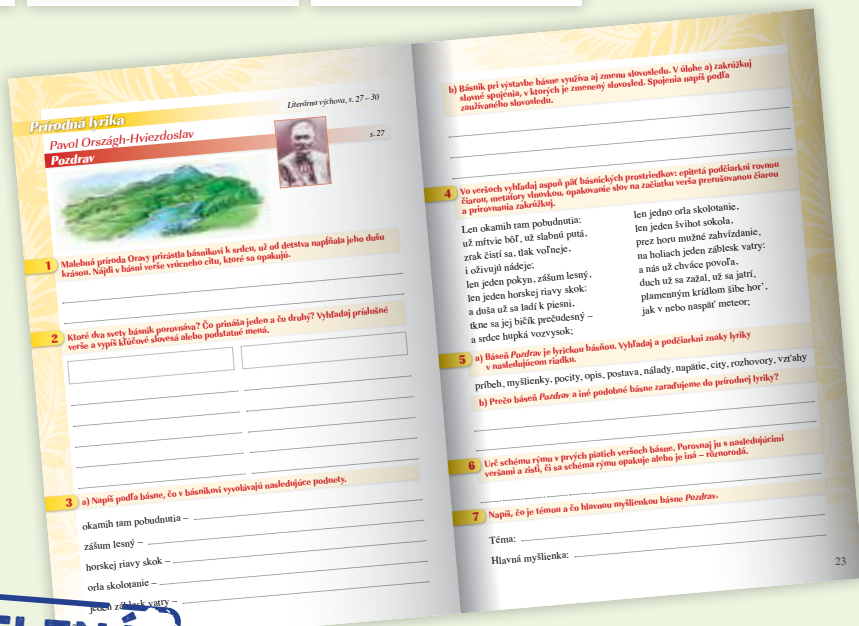 Prírodná lyrika
Literárna výchova, s. 27 – 30
Pavol Országh-Hviezdoslav
Pozdrav
s. 27
1 Malebná príroda Oravy prirástla básnikovi k srdcu, už od detstva napĺňala jeho dušu
krásou. Nájdi v básni verše vrúcneho citu, ktoré sa opakujú.
2 Ktoré dva svety básnik porovnáva? Čo prináša jeden a čo druhý? Vyhľadaj príslušné
verše a vypíš kľúčové slovesá alebo podstatné mená.
3 a) Napíš podľa básne, čo v básnikovi vyvolávajú nasledujúce podnety.
okamih tam pobudnutia –
zášum lesný –
horskej riavy skok –
orla skolotanie –
jeden záblesk vatry –
b) Básnik pri výstavbe básne využíva aj zmenu slovosledu. V úlohe a) zakrúžkuj
slovné spojenia, v ktorých je zmenený slovosled. Spojenia napíš podľa
zaužívaného slovosledu.
4 Vo veršoch vyhľadaj aspoň päť básnických prostriedkov: epitetá podčiarkni rovnou
čiarou, metafory vlnovkou, opakovanie slov na začiatku verša prerušovanou čiarou
a prirovnania zakrúžkuj.
Len okamih tam pobudnutia:
už mŕtvie bôľ, už slabnú putá,
zrak čistí sa, tlak voľneje,
i oživujú nádeje;
len jeden pokyn, zášum lesný,
len jeden horskej riavy skok:
a duša už sa ladí k piesni,
tkne sa jej bičík prečudesný –
a srdce hupká vozvysok;
len jedno orla skolotanie,
len jeden švihot sokola,
prez horu mužné zahvízdanie,
na holiach jeden záblesk vatry:
a nás už chváce povoľa,
duch už sa zažal, už sa jatrí,
plamenným krídlom šibe hor',
jak v nebo naspäť meteor;
5 a) Báseň Pozdrav je lyrickou básňou. Vyhľadaj a podčiarkni znaky lyriky
v nasledujúcom riadku.
príbeh, myšlienky, pocity, opis, postava, nálady, napätie, city, rozhovory, vzťahy
b) Prečo báseň Pozdrav a iné podobné básne zaraďujeme do prírodnej lyriky?
6 Urč schému rýmu v prvých piatich veršoch básne. Porovnaj ju s nasledujúcimi
veršami a zisti, či sa schéma rýmu opakuje alebo je iná – rôznorodá.
7 Napíš, čo je témou a čo hlavnou myšlienkou básne Pozdrav.
Téma:
Hlavná myšlienka:
23